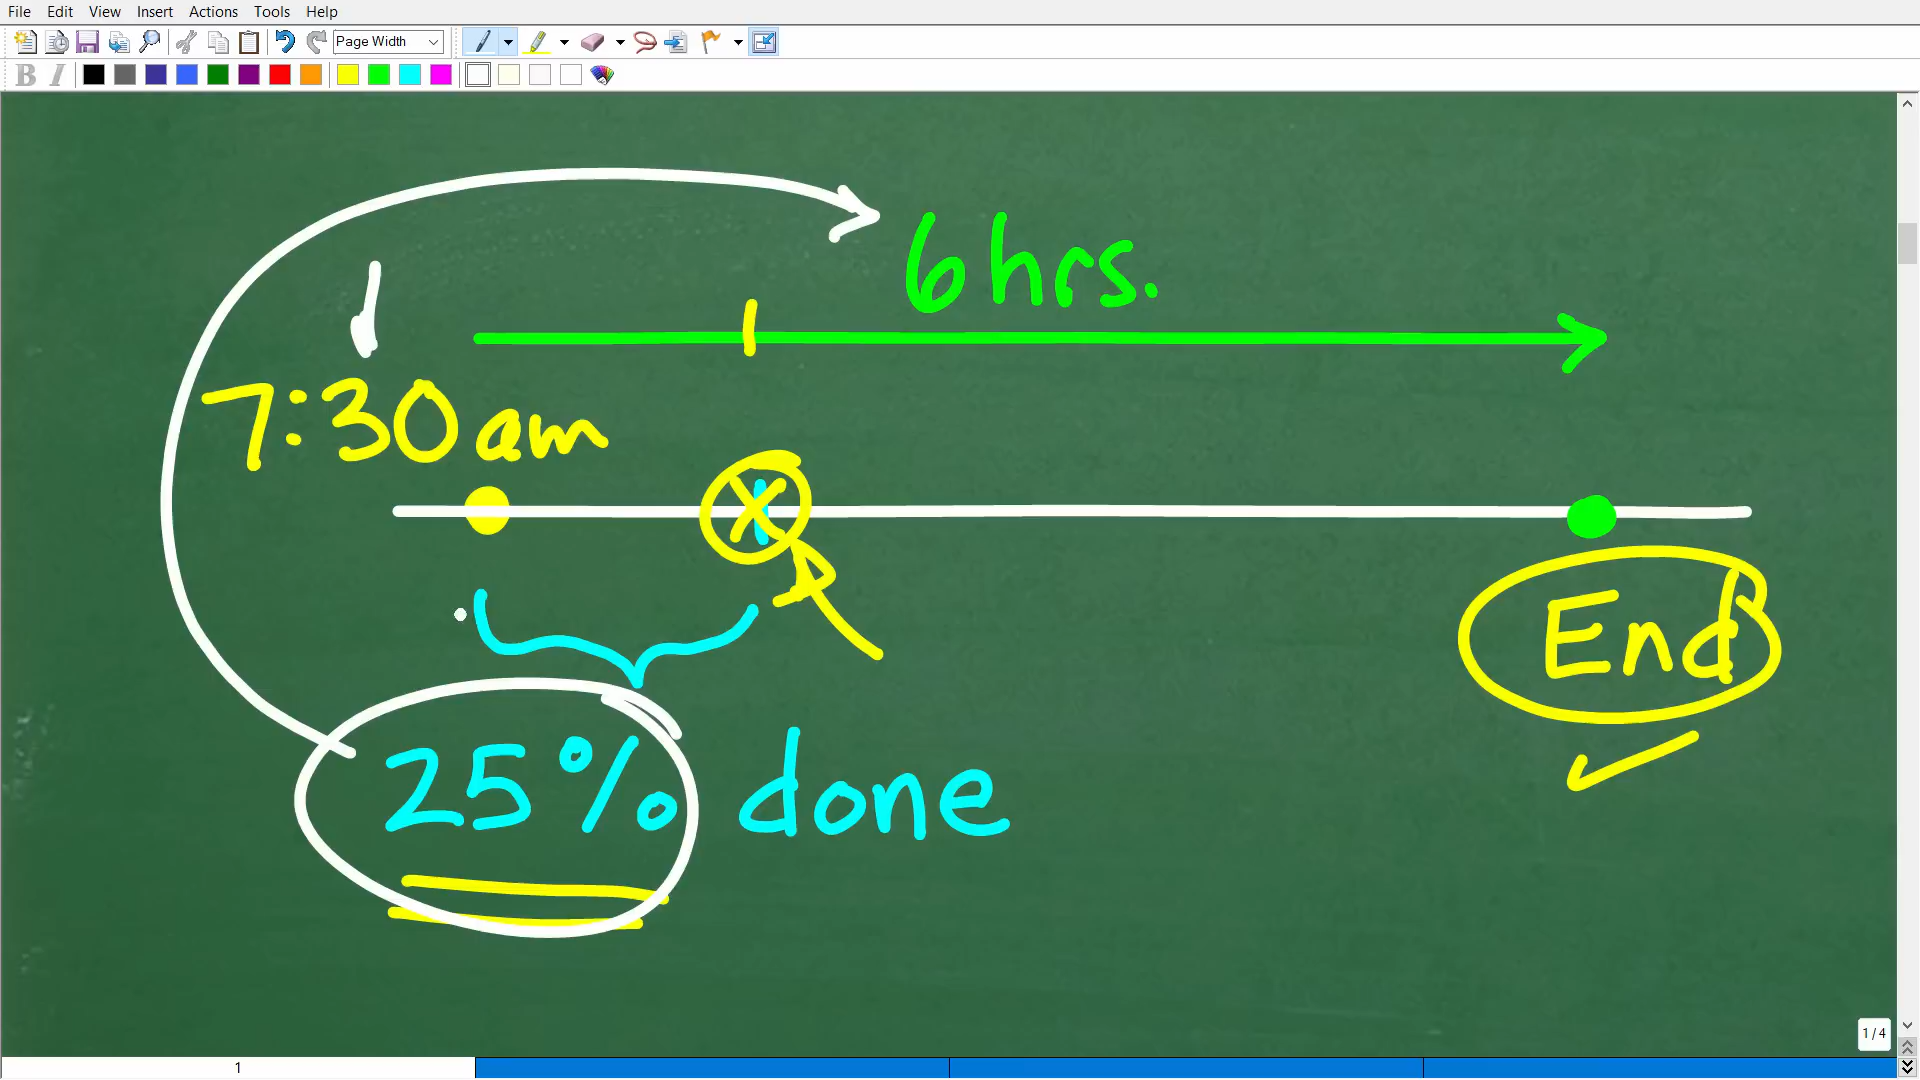 File Edit View Insert Actions Tools Help
Page Width
B I
6 hrs.
7:30 am
End
25% done
1 / 4
1